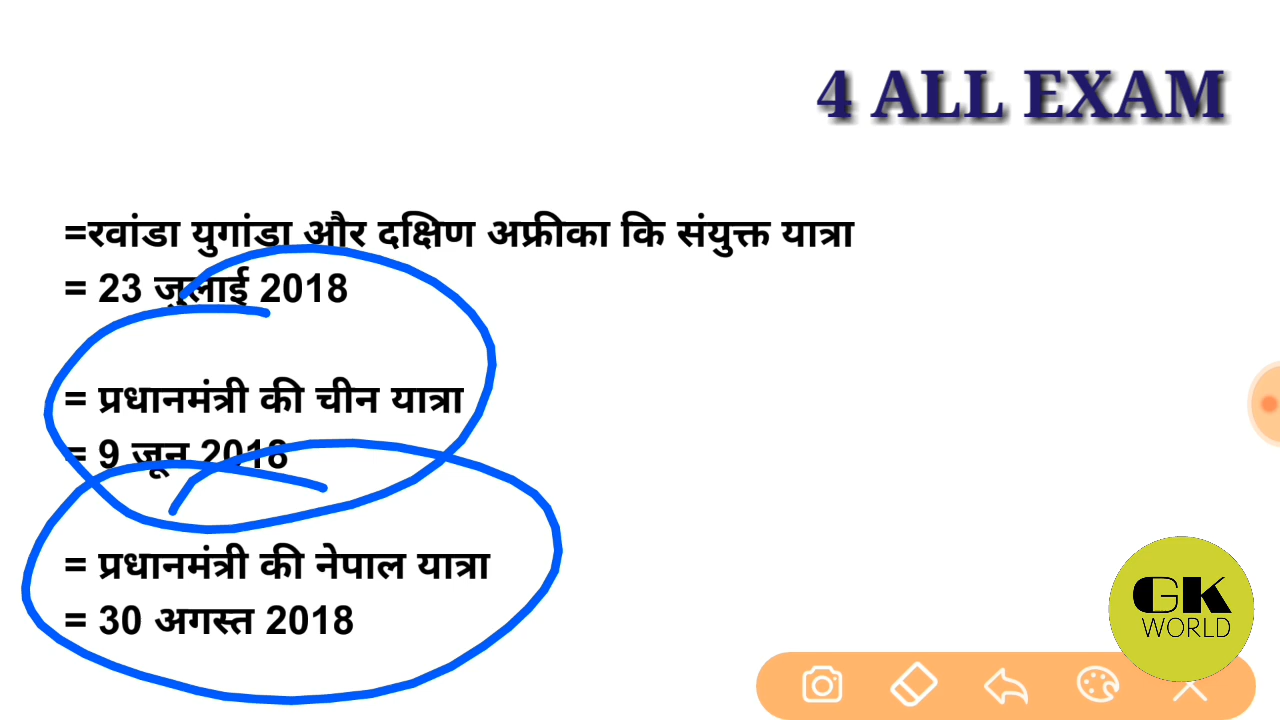 4 ALL EXAM
=रवांडा युगांडा और दक्षिण अफ्रीका कि संयुक्त यात्रा
= 23 जुलाई 2018
= प्रधानमंत्री की चीन यात्रा
= 9 जून 2018
= प्रधानमंत्री की नेपाल यात्रा
= 30 अगस्त 2018
GK
WORLD